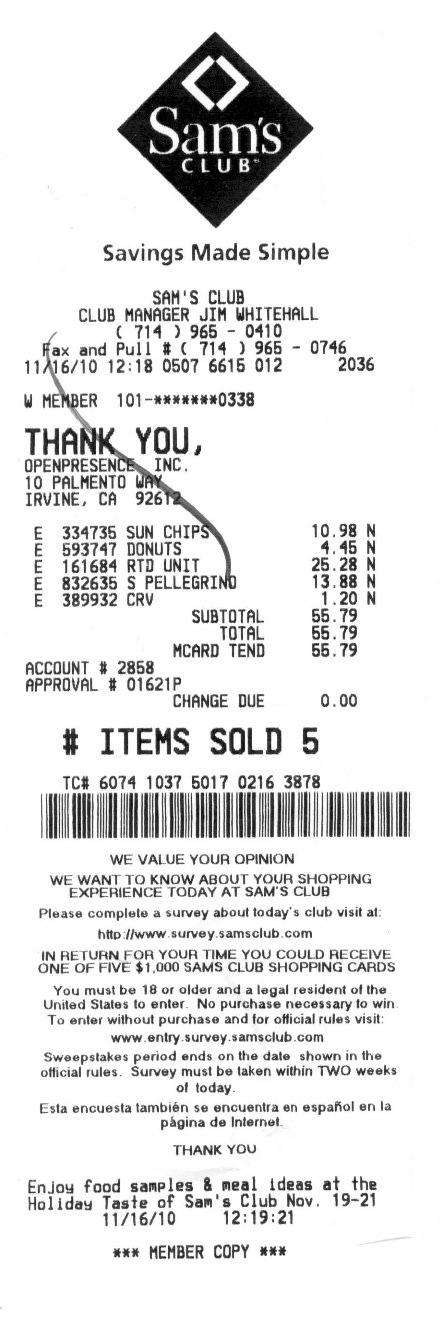 Sam's
CLUB
Savings Made Simple
SAM'S CLUB
CLUB MANAGER JIM WHITEHALL
( 714 ) 965 - 0410
Fax and Pull # ( 714 ) 965 - 0746
11/16/10 12:18 0507 6615 012 2036
W MEMBER 101-*******0338
THANK YOU,
OPENPRESENCE INC.
10 PALMENTO WAY
IRVINE, CA 92612
E 334735 SUN CHIPS 10.98 N
E 593747 DONUTS 4.45 N
E 161684 RTD UNIT 25.28 N
E 832635 S PELLEGRINO 13.88 N
E 389932 CRV 1.20 N
SUBTOTAL 55.79
TOTAL 55.79
MCARD TEND 55.79
ACCOUNT # 2858
APPROVAL # 01621P
CHANGE DUE 0.00
# ITEMS SOLD 5
TC# 6074 1037 5017 0216 3878
WE VALUE YOUR OPINION
WE WANT TO KNOW ABOUT YOUR SHOPPING
EXPERIENCE TODAY AT SAM'S CLUB
Please complete a survey about today's club visit at:
http://www.survey.samsclub.com
IN RETURN FOR YOUR TIME YOU COULD RECEIVE
ONE OF FIVE $1,000 SAMS CLUB SHOPPING CARDS
You must be 18 or older and a legal resident of the
United States to enter. No purchase necessary to win.
To enter without purchase and for official rules visit:
www.entry.survey.samsclub.com
Sweepstakes period ends on the date shown in the
official rules. Survey must be taken within TWO weeks
of today.
Esta encuesta también se encuentra en español en la
página de Internet.
THANK YOU
Enjoy food samples & meal ideas at the
Holiday Taste of Sam's Club Nov. 19-21
11/16/10 12:19:21
*** MEMBER COPY ***